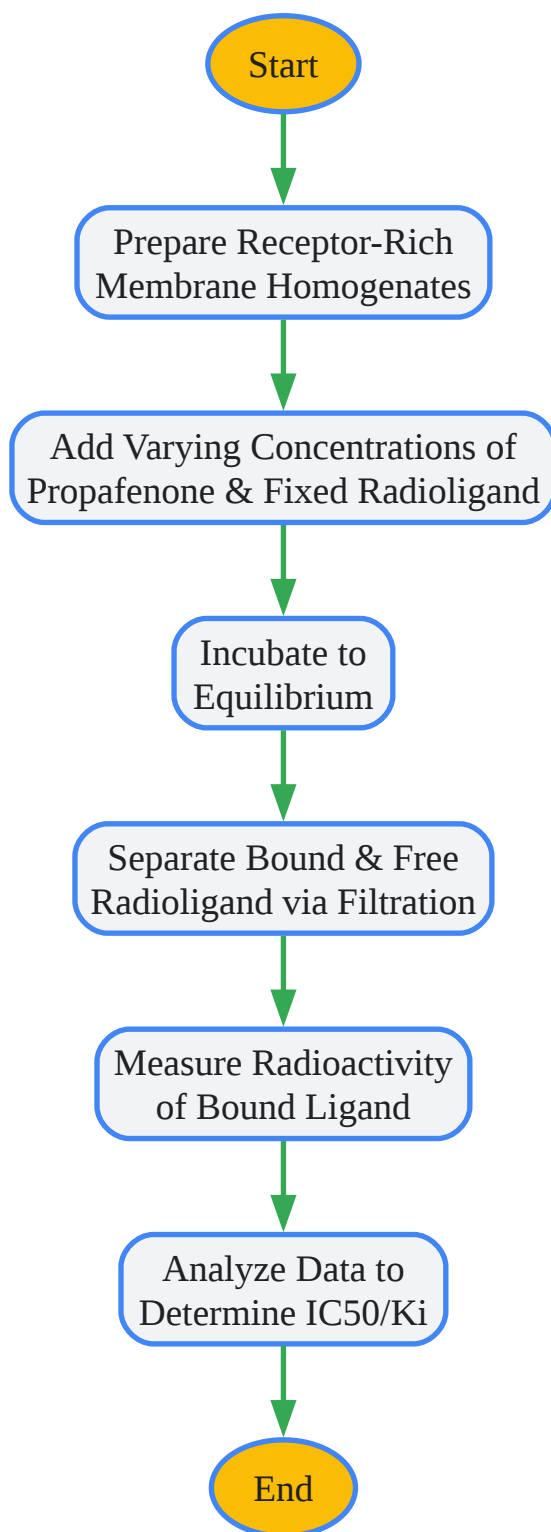 Start
Prepare Receptor-Rich
Membrane Homogenates
Add Varying Concentrations of
Propafenone & Fixed Radioligand
Incubate to
Equilibrium
Separate Bound & Free
Radioligand via Filtration
Measure Radioactivity
of Bound Ligand
Analyze Data to
Determine IC50/Ki
End